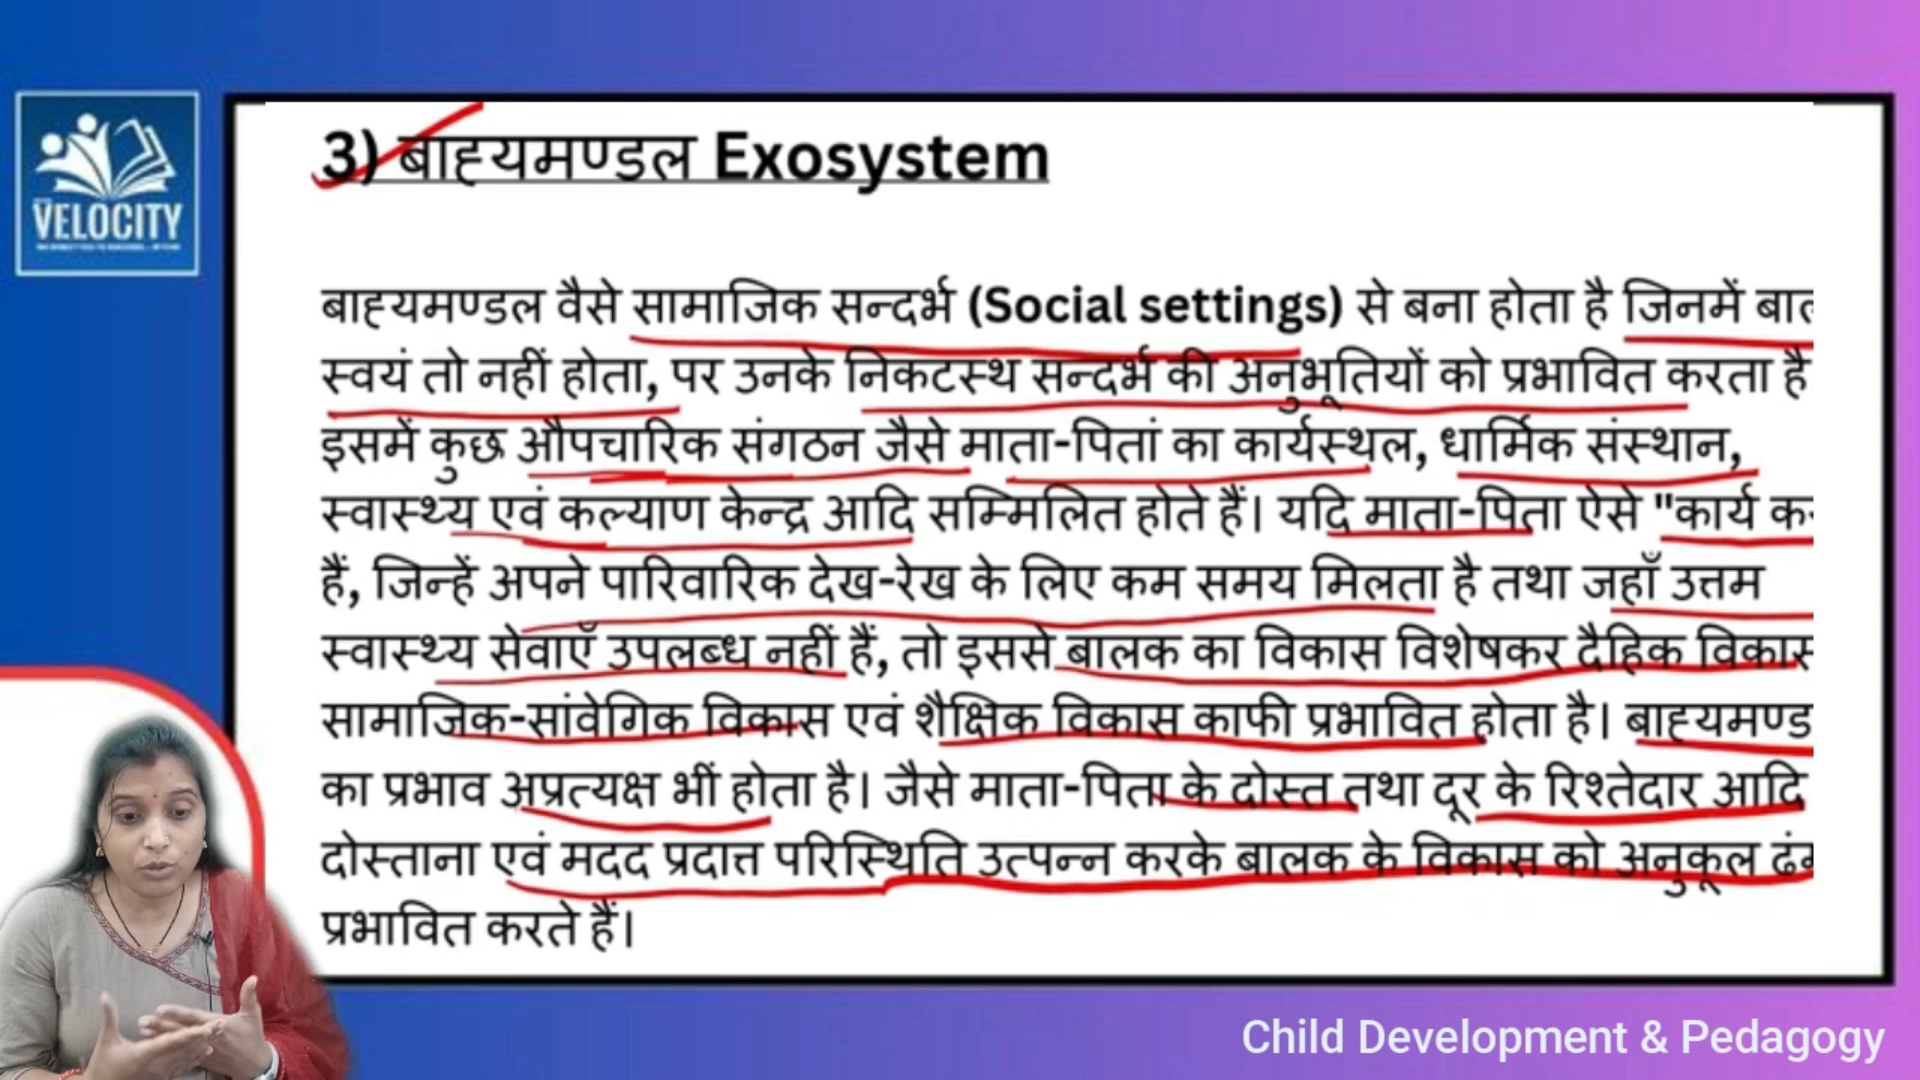 VELOCITY
3) बाह्यमण्डल Exosystem
बाह्यमण्डल वैसे सामाजिक सन्दर्भ (Social settings) से बना होता है जिनमें
स्वयं तो नहीं होता, पर उनके निकटस्थ सन्दर्भ की अनुभूतियों को प्रभावित करता है
इसमें कुछ औपचारिक संगठन जैसे माता-पितां का कार्यस्थल, धार्मिक संस्थान,
स्वास्थ्य एवं कल्याण केन्द्र आदि सम्मिलित होते हैं। यदि माता-पिता ऐसे "कार्य
हैं, जिन्हें अपने पारिवारिक देख-रेख के लिए कम समय मिलता है तथा जहाँ उत्तम
स्वास्थ्य सेवाएँ उपलब्ध नहीं हैं, तो इससे बालक का विकास विशेषकर दैहिक विकास
सामाजिक-सांवेगिक विकास एवं शैक्षिक विकास काफी प्रभावित होता है। बाह्यमण्ड
का प्रभाव अप्रत्यक्ष भी होता है। जैसे माता-पिता के दोस्त तथा दूर के रिश्तेदार आदि
दोस्ताना एवं मदद प्रदात्त परिस्थिति उत्पन्न करके बालक के विकास को अनुकूल
प्रभावित करते हैं।
Child Development & Pedagogy